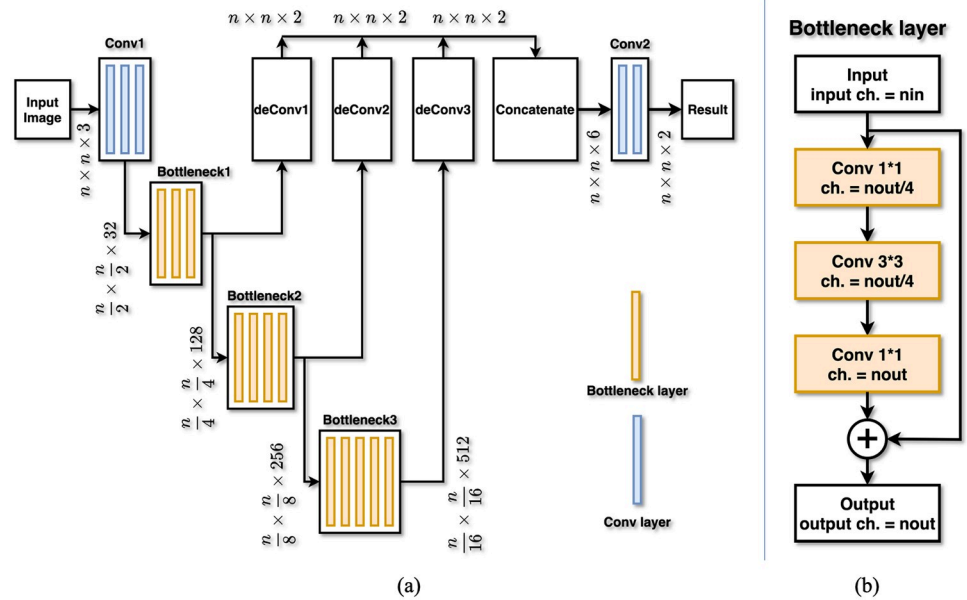 n × n × 2
n × n × 2
Conv1
Conv2
Input
Image
deConv1
deConv2
deConv3
Concatenate
Result
n × n × 3
n × n × 6
n × n × 2
Bottleneck1
n/2 × n/2 × 32
Bottleneck2
n/4 × n/4 × 128
Bottleneck3
n/8 × n/8 × 256
n/16 × n/16 × 512
Bottleneck layer
Conv layer
(a)
Bottleneck layer
Input
input ch. = nin
Conv 1*1
ch. = nout/4
Conv 3*3
ch. = nout/4
Conv 1*1
ch. = nout
+
Output
output ch. = nout
(b)